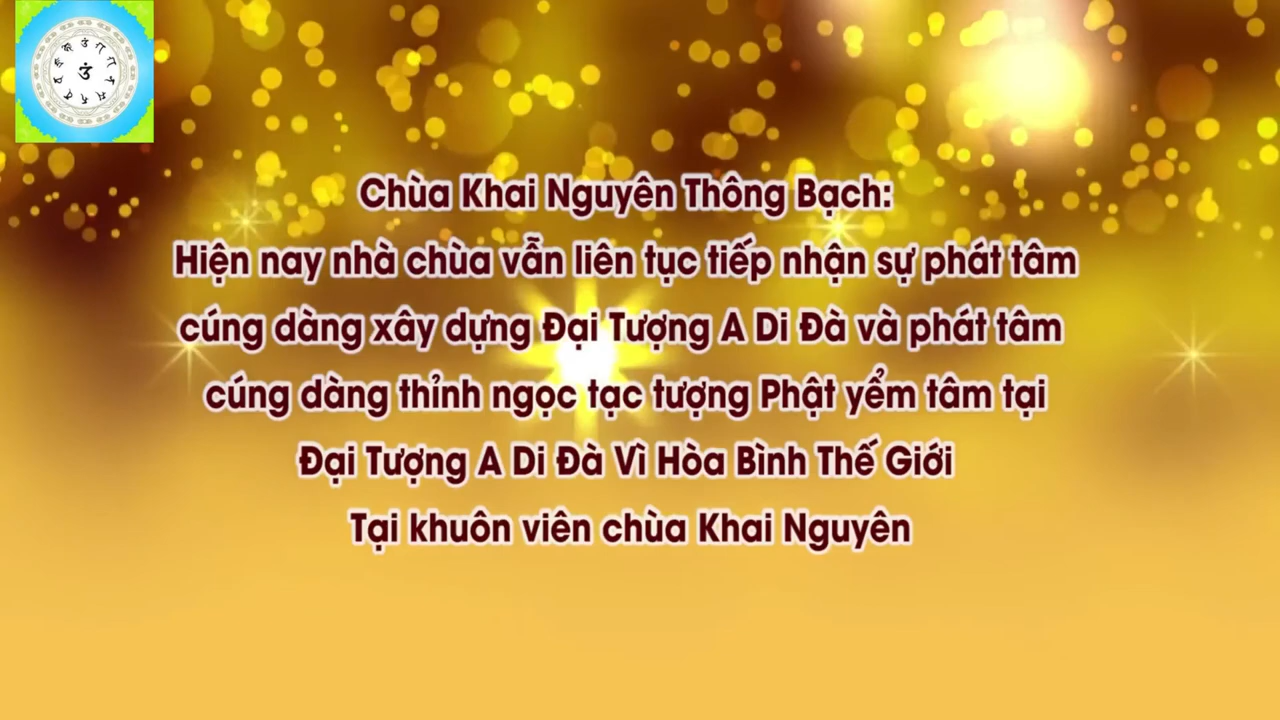 Chùa Khai Nguyên Thông Bạch:
Hiện nay nhà chùa vẫn liên tục tiếp nhận sự phát tâm
cúng dàng xây dựng Đại Tượng A Di Đà và phát tâm
cúng dàng thỉnh ngọc tạc tượng Phật yểm tâm tại
Đại Tượng A Di Đà Vì Hòa Bình Thế Giới
Tại khuôn viên chùa Khai Nguyên